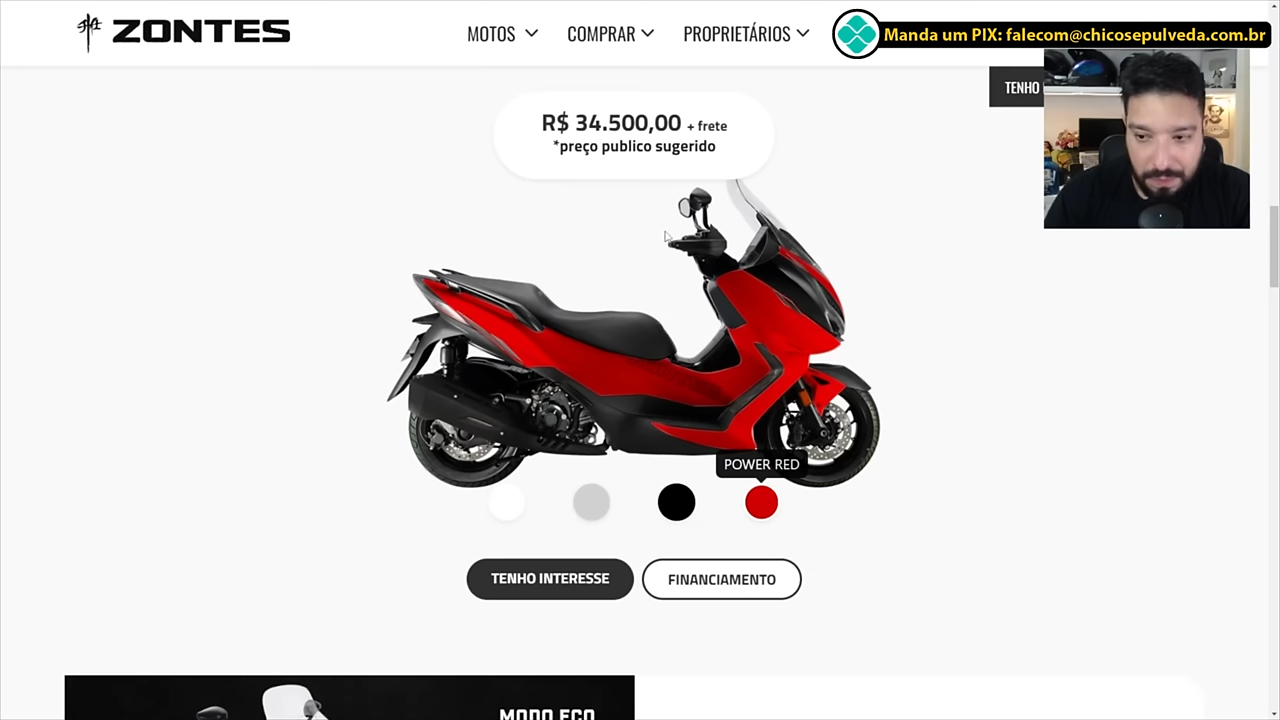 ZONTES
MOTOS
COMPRAR
PROPRIETÁRIOS
Manda um PIX: falecom@chicosepulveda.com.br
TENHO
R$ 34.500,00 + frete
*preço publico sugerido
POWER RED
TENHO INTERESSE
FINANCIAMENTO
MODO ECO